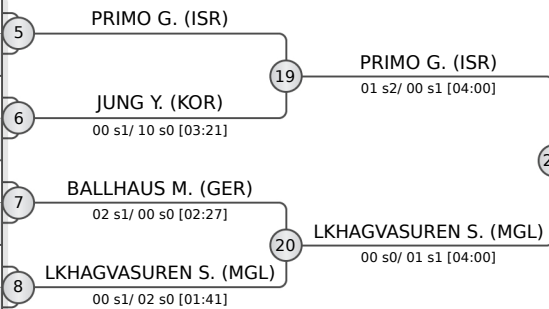 PRIMO G. (ISR)
5
PRIMO G. (ISR)
19
01 s2/ 00 s1 [04:00]
JUNG Y. (KOR)
6
00 s1/ 10 s0 [03:21]
BALLHAUS M. (GER)
7
02 s1/ 00 s0 [02:27]
LKHAGVASUREN S. (MGL)
20
00 s0/ 01 s1 [04:00]
LKHAGVASUREN S. (MGL)
8
00 s1/ 02 s0 [01:41]